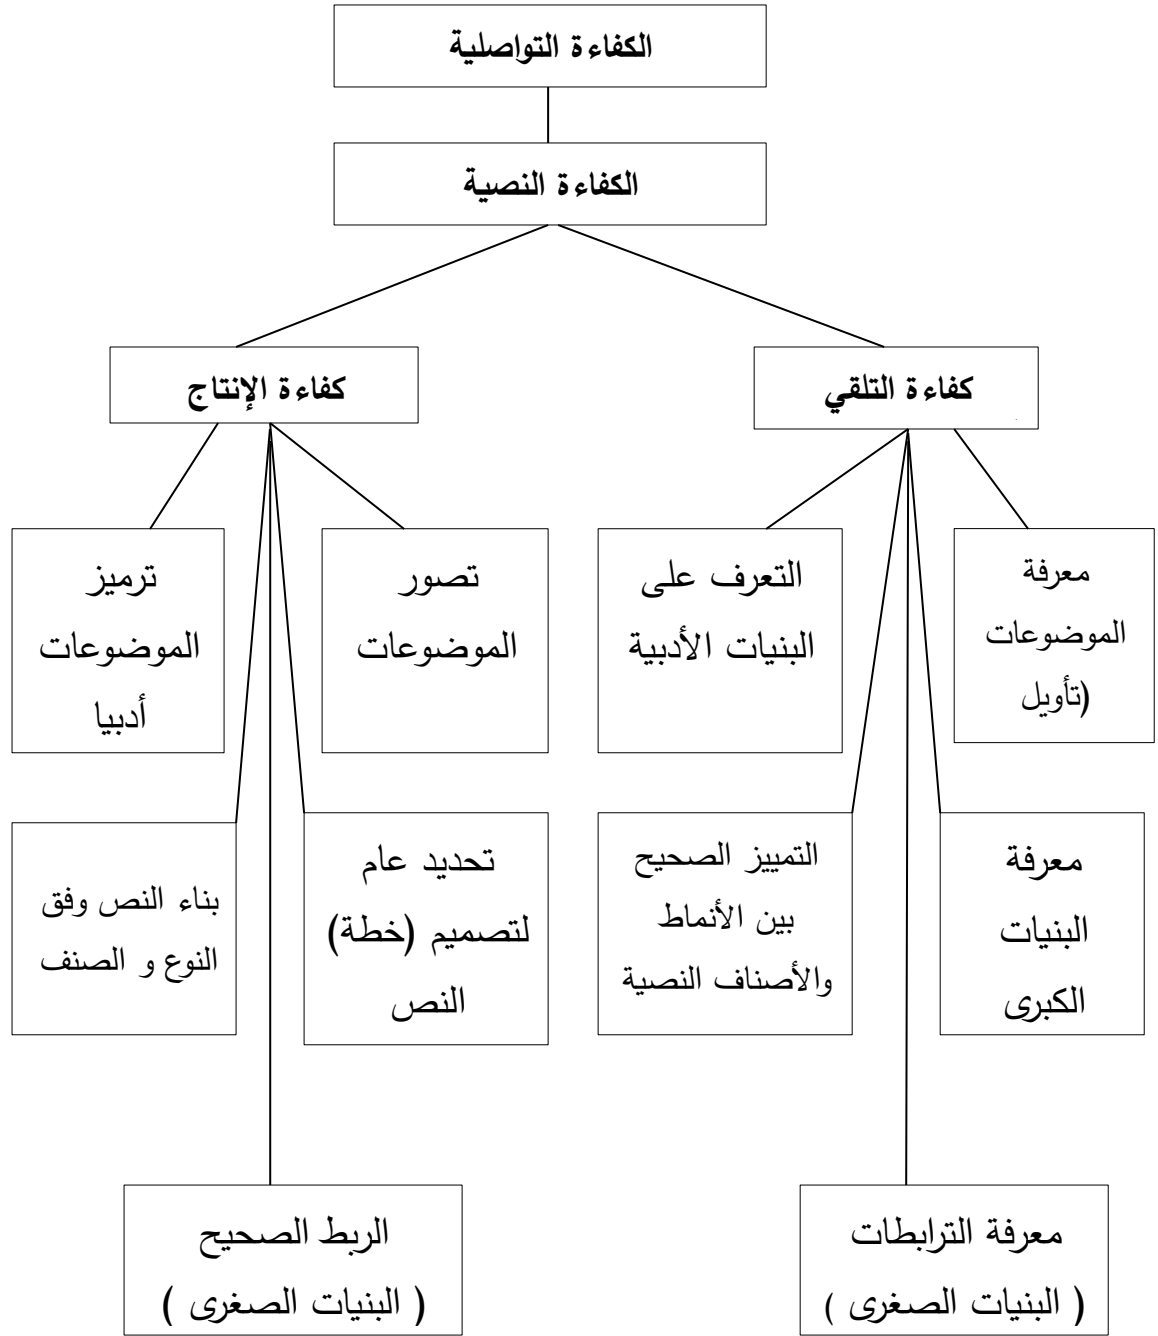 الكفاءة التواصلية
الكفاءة النصية
كفاءة التلقي
كفاءة الإنتاج
معرفة
الموضوعات
(تأويل
التعرف على
البنيات الأدبية
تصور
الموضوعات
ترميز
الموضوعات
أدبيا
معرفة
البنيات
الكبرى
التمييز الصحيح
بين الأنماط
والأصناف النصية
تحديد عام
لتصميم (خطة)
النص
بناء النص وفق
النوع و الصنف
معرفة الترابطات
( البنيات الصغرى )
الربط الصحيح
( البنيات الصغرى )